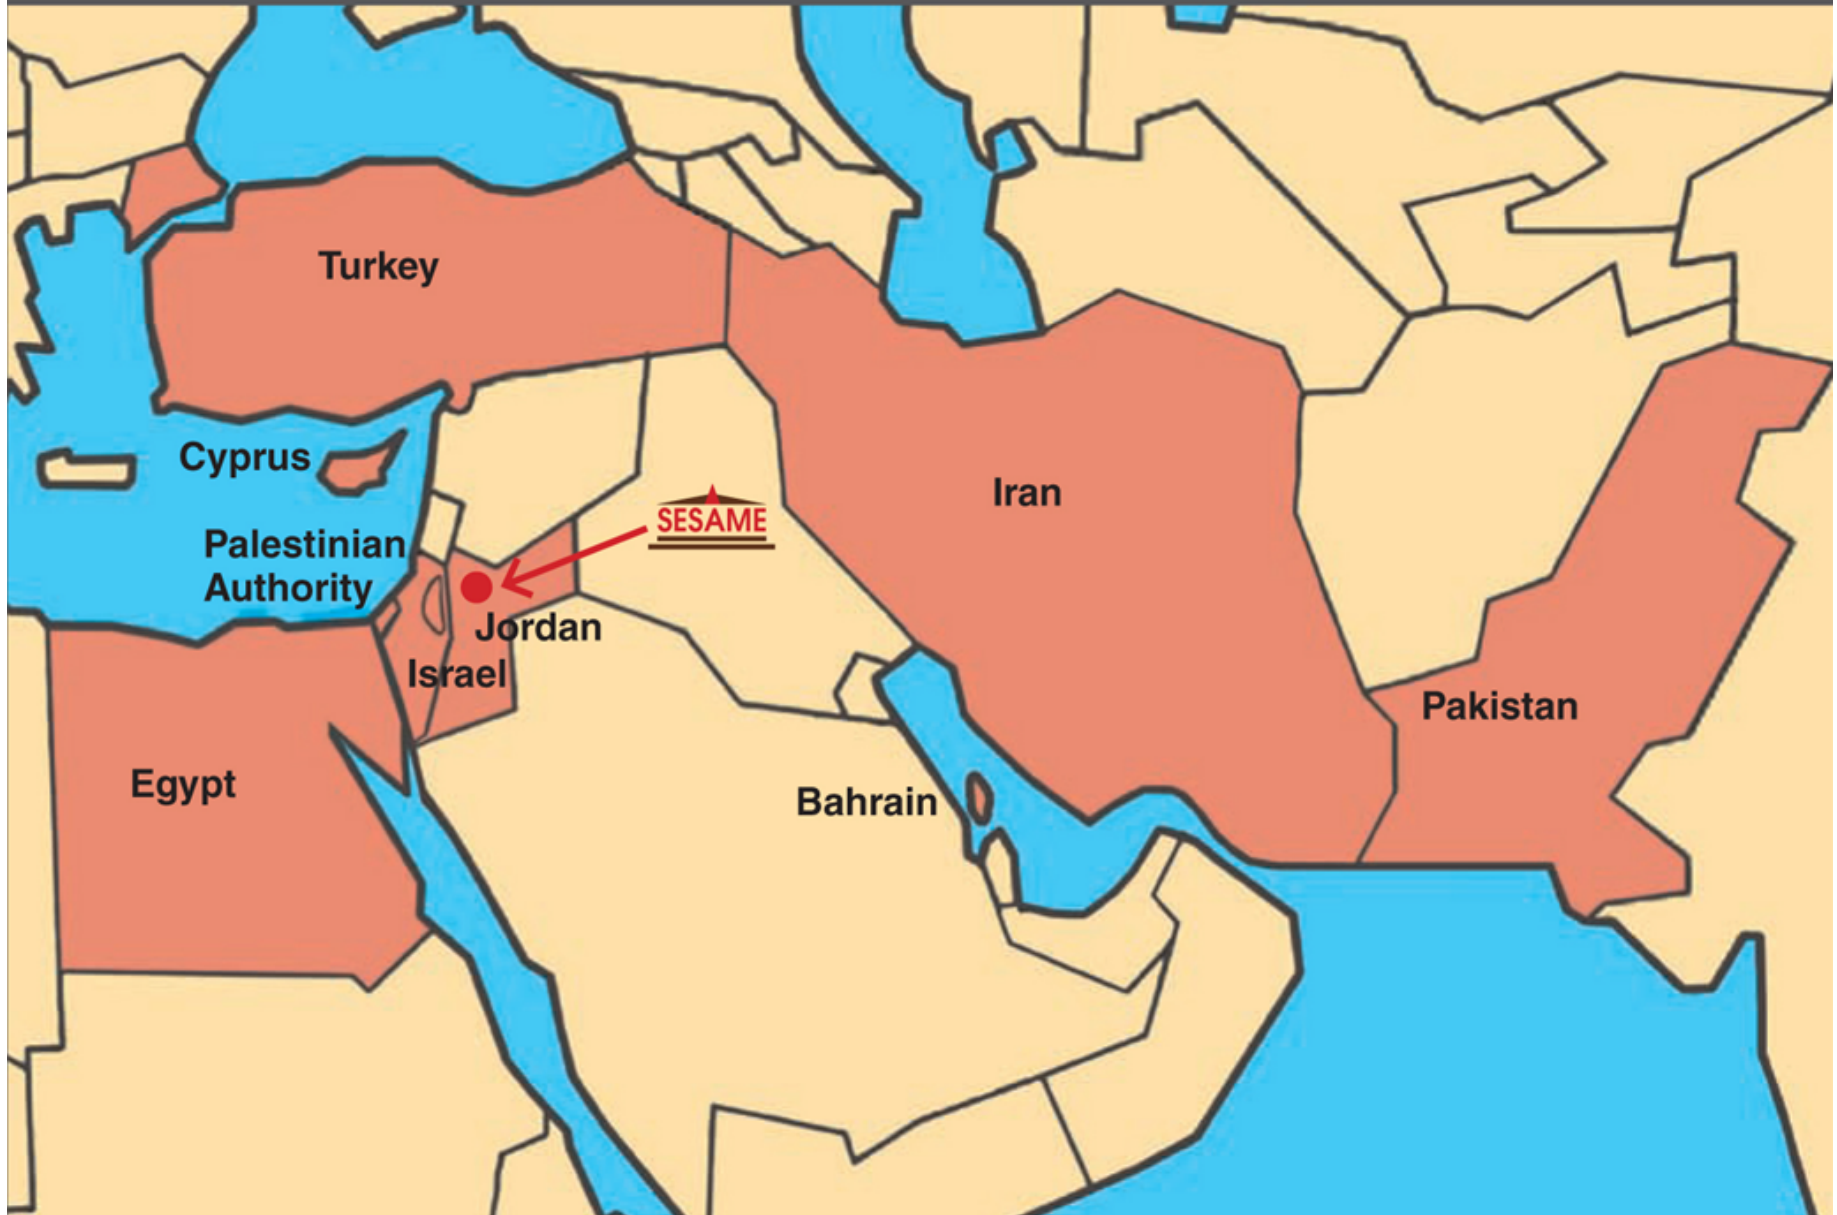 Turkey
Cyprus
Iran
SESAME
Palestinian
Authority
Jordan
Israel
Pakistan
Egypt
Bahrain